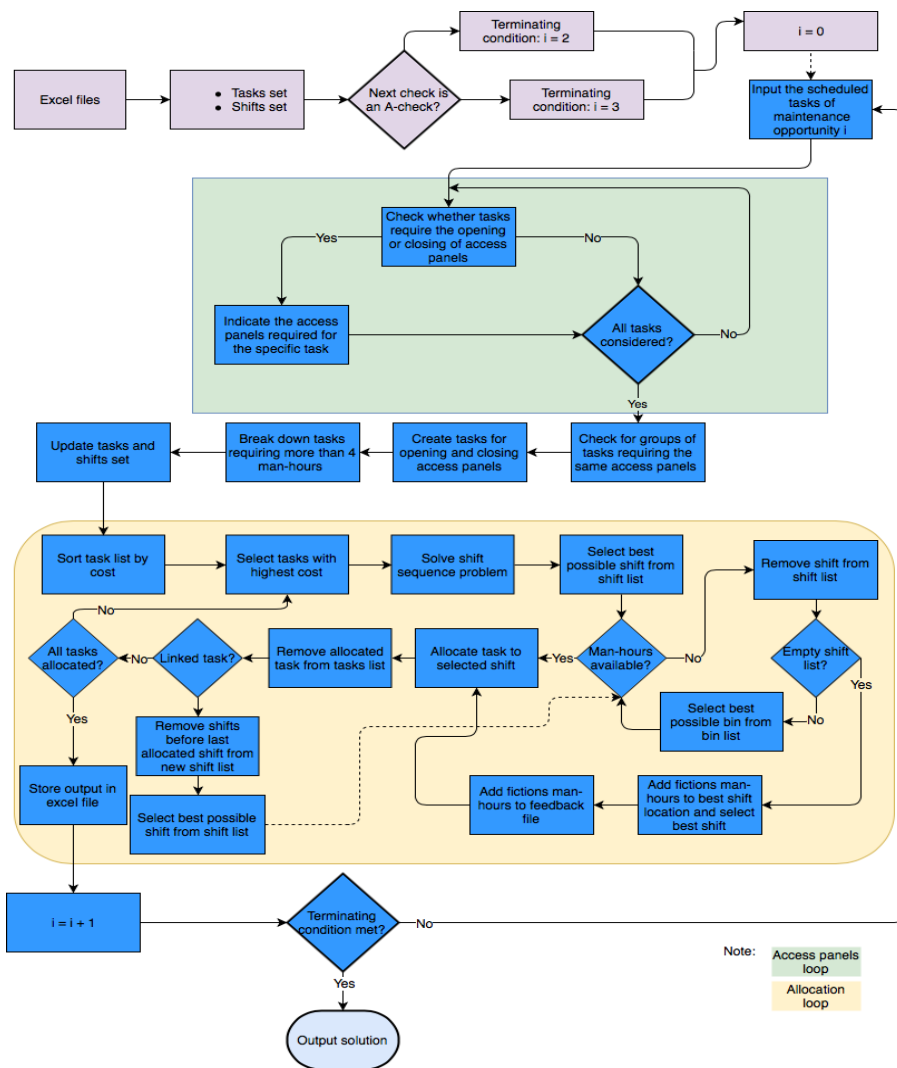 Excel files
Tasks set
Shifts set
Next check is
an A-check?
Terminating
condition: i = 2
Terminating
condition: i = 3
i = 0
Input the scheduled
tasks of
maintenance
opportunity i
Check whether tasks
require the opening
or closing of access
panels
Yes
No
Indicate the access
panels required for
the specific task
All tasks
considered?
No
Yes
Check for groups of
tasks requiring the
same access panels
Create tasks for
opening and closing
access panels
Break down tasks
requiring more than 4
man-hours
Update tasks and
shifts set
Sort task list by
cost
Select tasks with
highest cost
Solve shift
sequence problem
Select best
possible shift from
shift list
Remove shift from
shift list
Man-hours
available?
No
Yes
Empty shift
list?
Yes
No
Select best
possible bin from
bin list
Allocate task to
selected shift
Remove allocated
task from tasks list
Linked task?
No
All tasks
allocated?
No
Yes
Remove shifts
before last
allocated shift from
new shift list
Select best possible
shift from shift list
Add fictions man-
hours to feedback
file
Add fictions man-
hours to best shift
location and select
best shift
Store output in
excel file
i = i + 1
Terminating
condition met?
No
Yes
Output solution
Note:
Access panels
loop
Allocation
loop